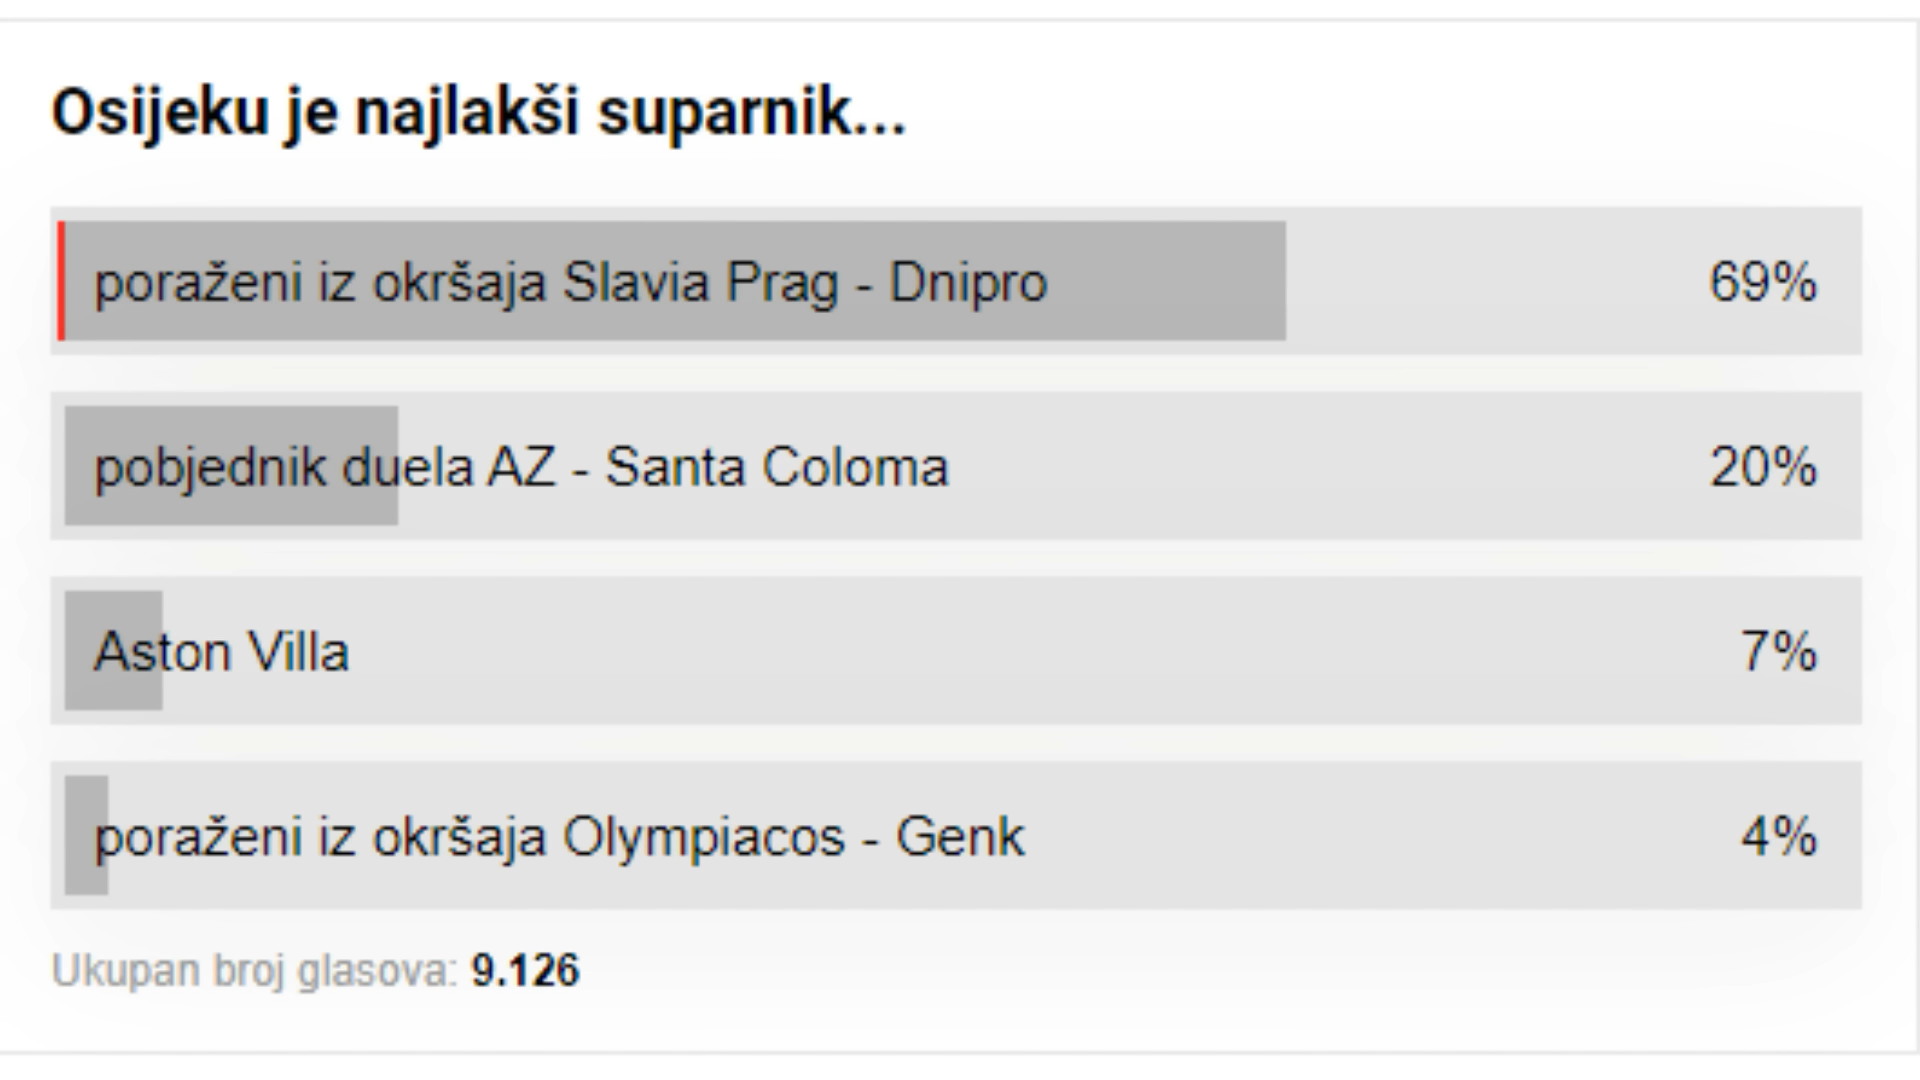 Osijeku je najlakši suparnik...
poraženi iz okršaja Slavia Prag - Dnipro 69%
pobjednik duela AZ - Santa Coloma 20%
Aston Villa 7%
poraženi iz okršaja Olympiacos - Genk 4%
Ukupan broj glasova: 9.126